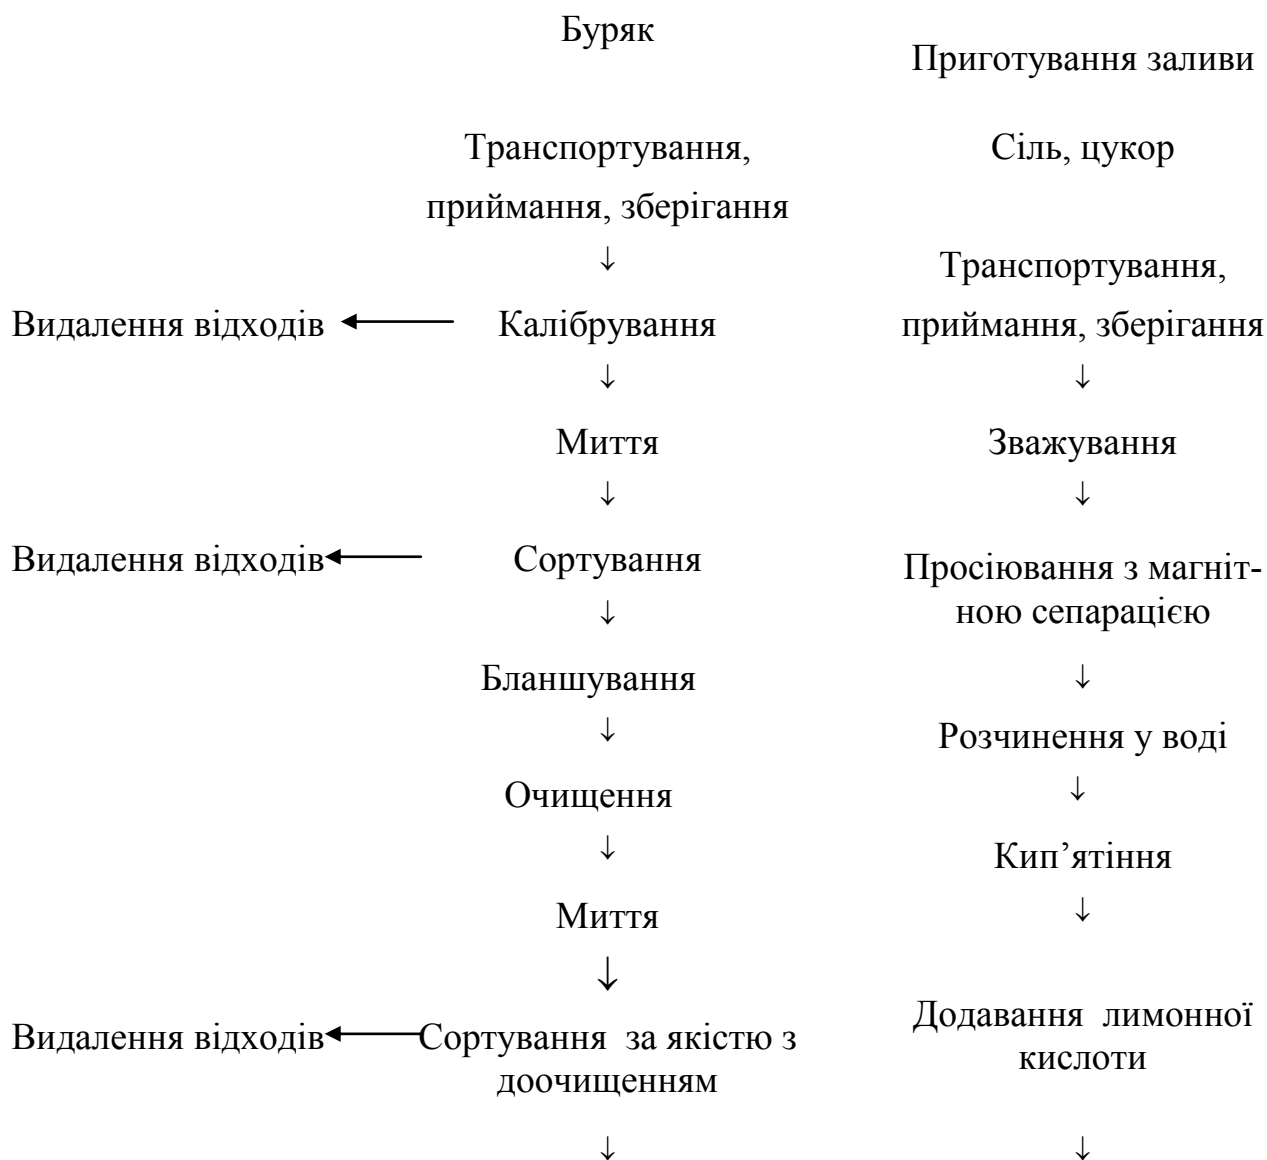 Буряк
Приготування заливи
Транспортування,
приймання, зберігання
Сіль, цукор
↓
Транспортування,
приймання, зберігання
Видалення відходів ← Калібрування
↓
↓
Миття
Зважування
↓
↓
Видалення відходів ← Сортування
Просіювання з магніт-
ною сепарацією
↓
↓
Бланшування
↓
Розчинення у воді
↓
Очищення
↓
Кип’ятіння
↓
Миття
↓
↓
Видалення відходів ← Сортування за якістю з
доочищенням
Додавання лимонної
кислоти
↓
↓